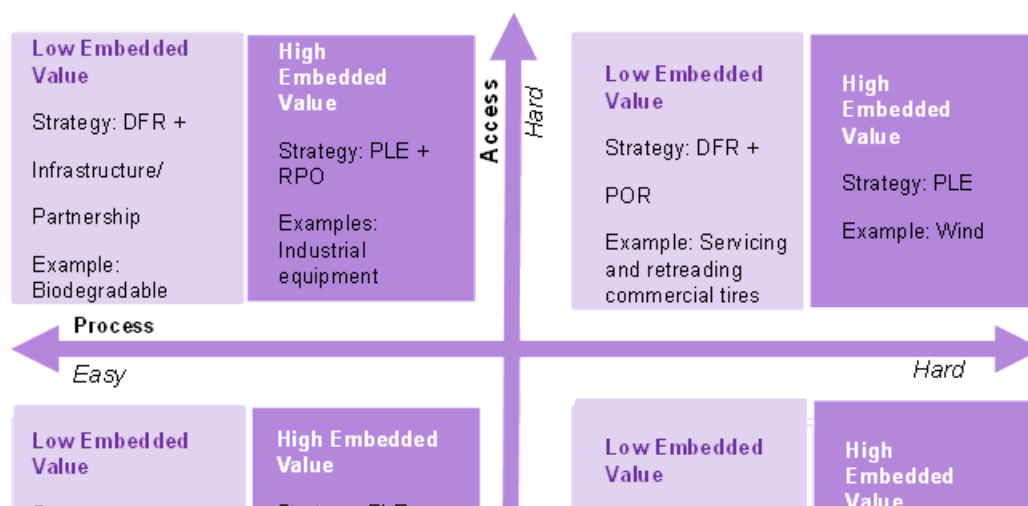 Low Embedded
Value
Strategy: DFR +
Infrastructure/
Partnership
Example:
Biodegradable
High
Embedded
Value
Strategy: PLE +
RPO
Examples:
Industrial
equipment
Access
Hard
Low Embedded
Value
Strategy: DFR +
POR
Example: Servicing
and retreading
commercial tires
High
Embedded
Value
Strategy: PLE
Example: Wind
Process
Easy
Hard
Low Embedded
Value
High Embedded
Value
Low Embedded
Value
High
Embedded
Value